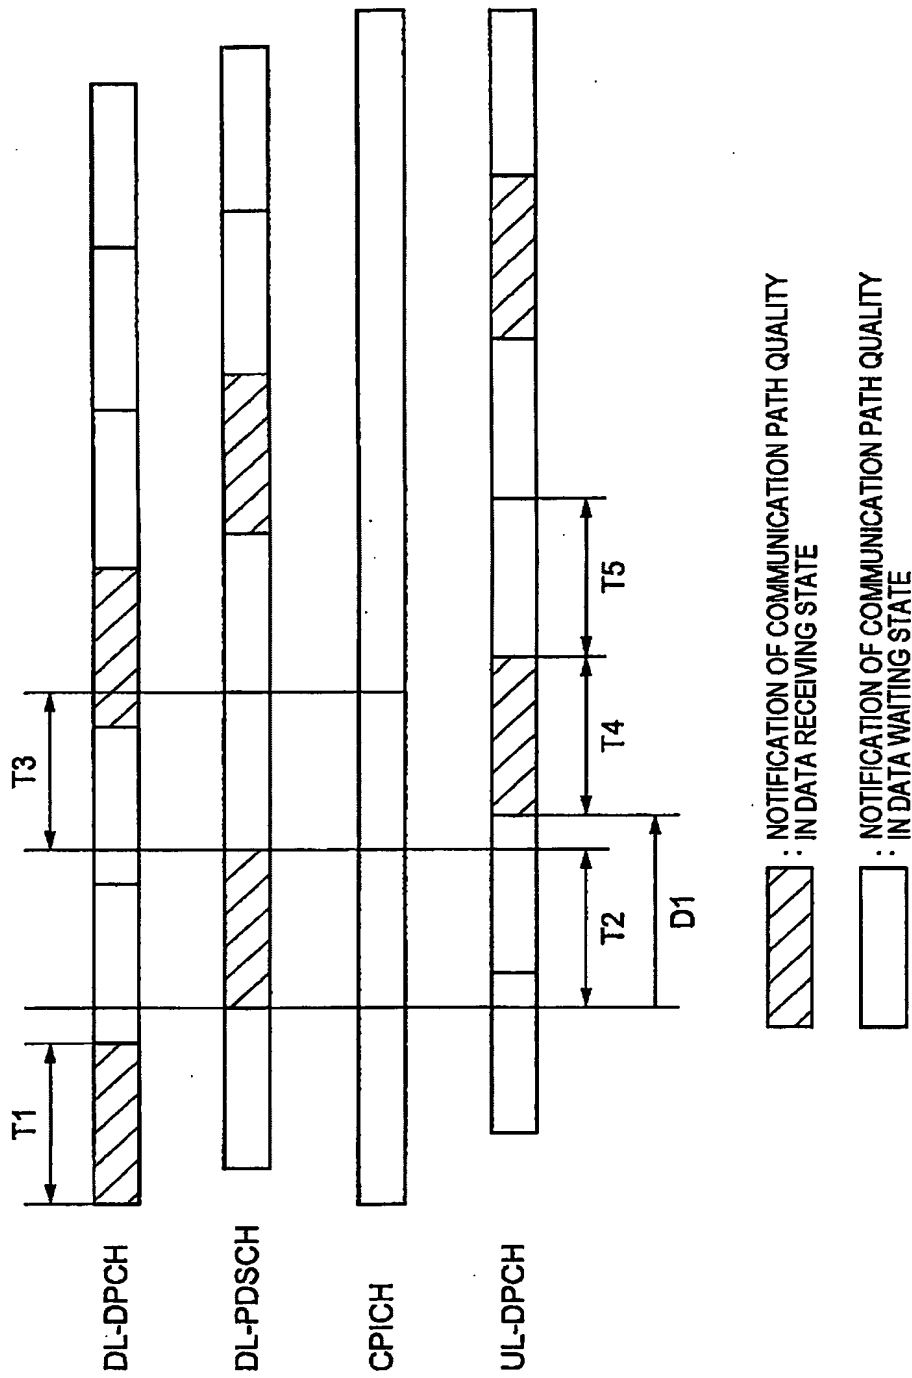 T1
T3
DL-DPCH
DL-PDSCH
CPICH
UL-DPCH
T2
T4
T5
D1
: NOTIFICATION OF COMMUNICATION PATH QUALITY
IN DATA RECEIVING STATE
: NOTIFICATION OF COMMUNICATION PATH QUALITY
IN DATA WAITING STATE